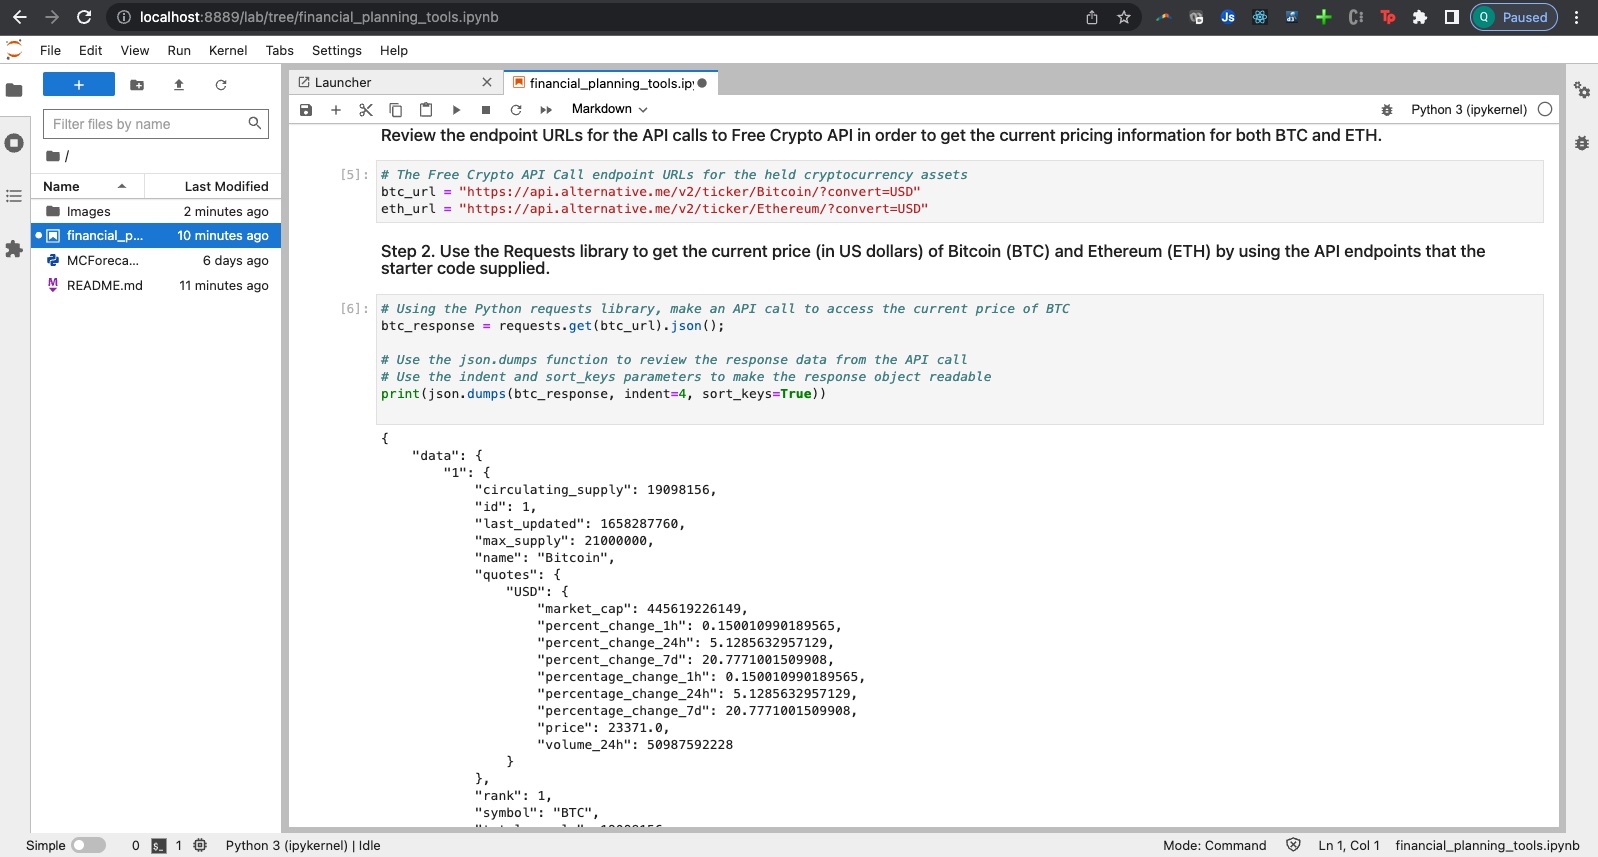 localhost:8889/lab/tree/financial_planning_tools.ipynb
Js
Tp
Q Paused
File Edit View Run Kernel Tabs Settings Help
Launcher
financial_planning_tools.ip
Filter files by name
Markdown
Python 3 (ipykernel)
/
Name Last Modified
Images 2 minutes ago
financial_p... 10 minutes ago
MCForeca... 6 days ago
README.md 11 minutes ago
Review the endpoint URLs for the API calls to Free Crypto API in order to get the current pricing information for both BTC and ETH.
[5]: # The Free Crypto API Call endpoint URLs for the held cryptocurrency assets
btc_url = "https://api.alternative.me/v2/ticker/Bitcoin/?convert=USD"
eth_url = "https://api.alternative.me/v2/ticker/Ethereum/?convert=USD"
Step 2. Use the Requests library to get the current price (in US dollars) of Bitcoin (BTC) and Ethereum (ETH) by using the API endpoints that the
starter code supplied.
[6]: # Using the Python requests library, make an API call to access the current price of BTC
btc_response = requests.get(btc_url).json();
# Use the json.dumps function to review the response data from the API call
# Use the indent and sort_keys parameters to make the response object readable
print(json.dumps(btc_response, indent=4, sort_keys=True))
{
"data": {
"1": {
"circulating_supply": 19098156,
"id": 1,
"last_updated": 1658287760,
"max_supply": 21000000,
"name": "Bitcoin",
"quotes": {
"USD": {
"market_cap": 445619226149,
"percent_change_1h": 0.150010990189565,
"percent_change_24h": 5.1285632957129,
"percent_change_7d": 20.7771001509908,
"percentage_change_1h": 0.150010990189565,
"percentage_change_24h": 5.1285632957129,
"percentage_change_7d": 20.7771001509908,
"price": 23371.0,
"volume_24h": 50987592228
}
},
"rank": 1,
"symbol": "BTC",
Simple 0 1 Python 3 (ipykernel) | Idle
Mode: Command Ln 1, Col 1 financial_planning_tools.ipynb